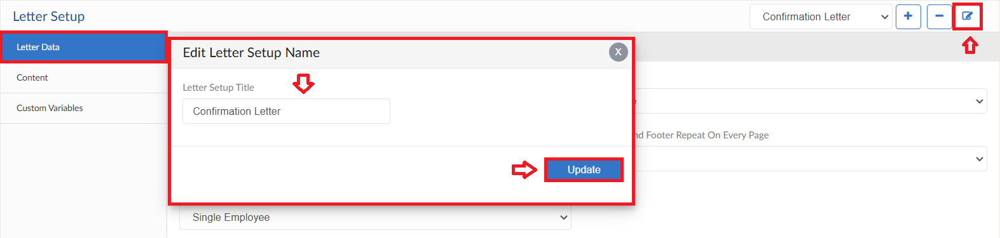 Letter Setup
Confirmation Letter
Letter Data
Content
Custom Variables
Edit Letter Setup Name
X
Letter Setup Title
Confirmation Letter
Footer Repeat On Every Page
Update
Single Employee